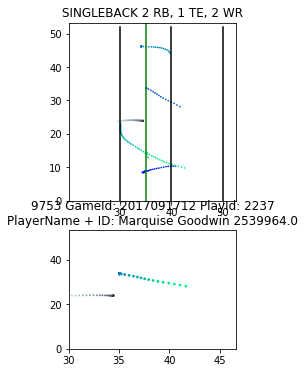 SINGLEBACK 2 RB, 1 TE, 2 WR
50
40
30
20
10
0
30 40 50
9753 GameId: 2017091712 PlayId: 2237
PlayerName + ID: Marquise Goodwin 2539964.0
40
20
0
30 35 40 45